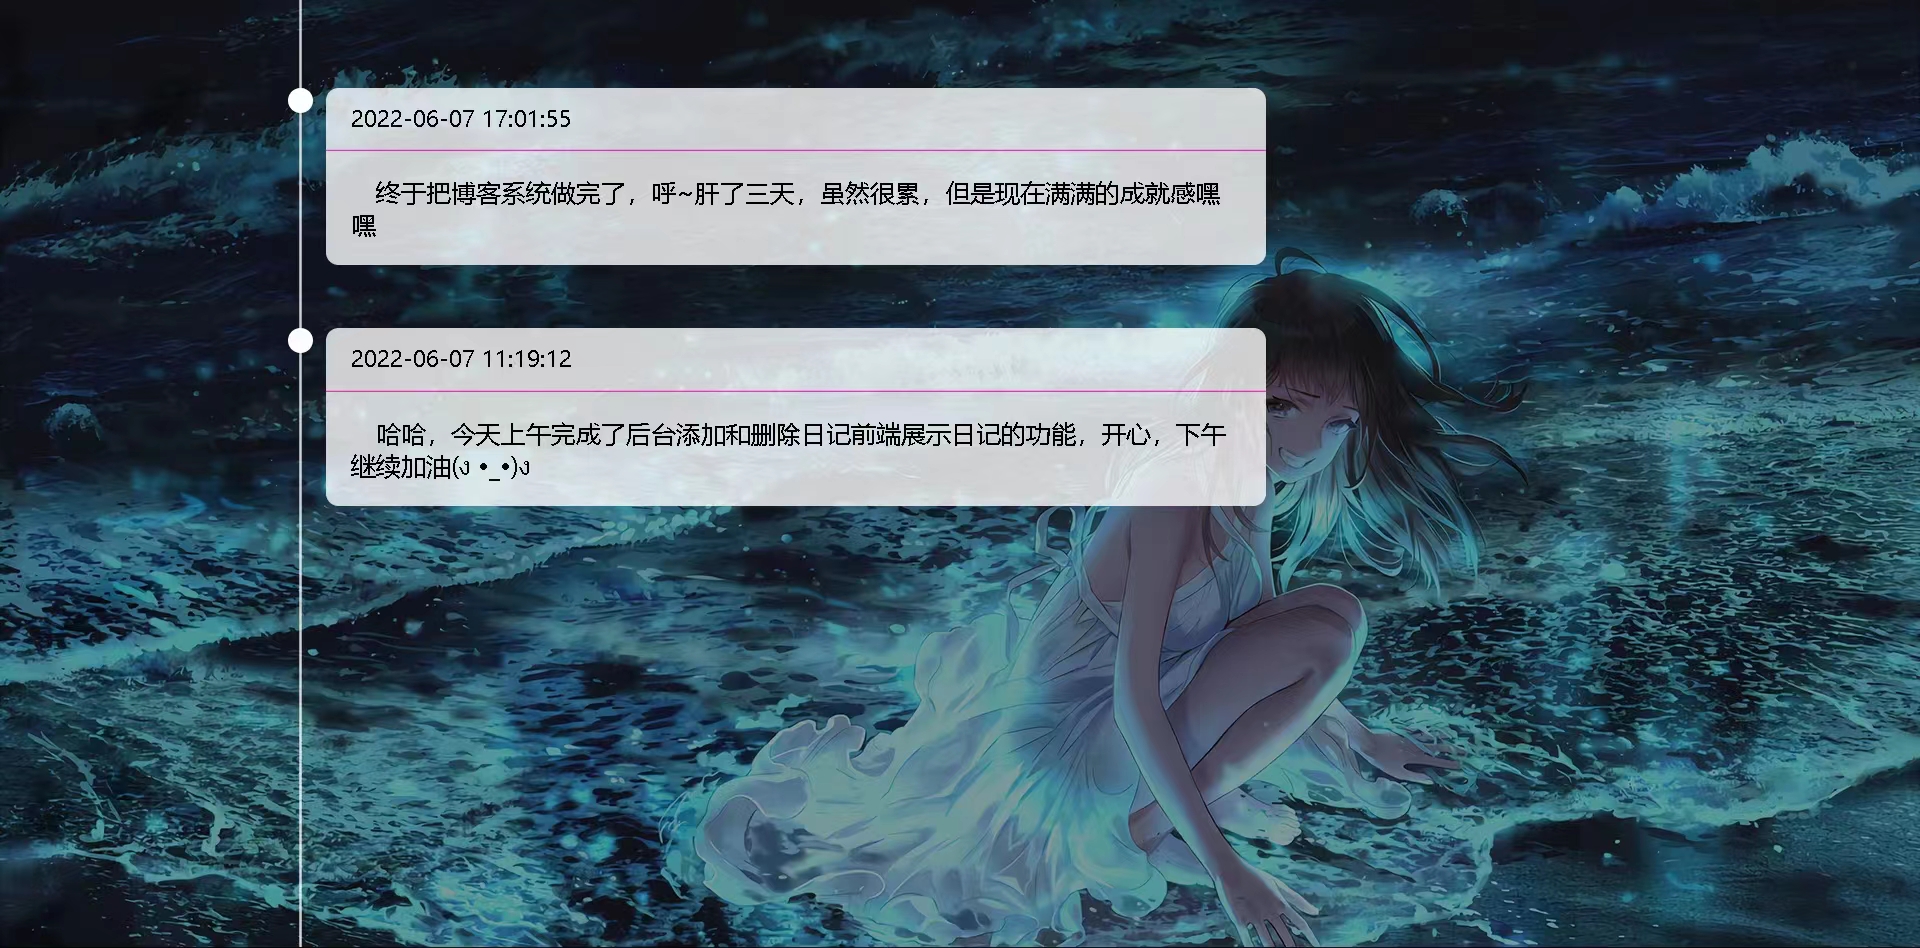 2022-06-07 17:01:55
终于把博客系统做完了，呼~肝了三天，虽然很累，但是现在满满的成就感嘿
嘿
2022-06-07 11:19:12
哈哈，今天上午完成了后台添加和删除日记前端展示日记的功能，开心，下午
继续加油(ง •_•)ง